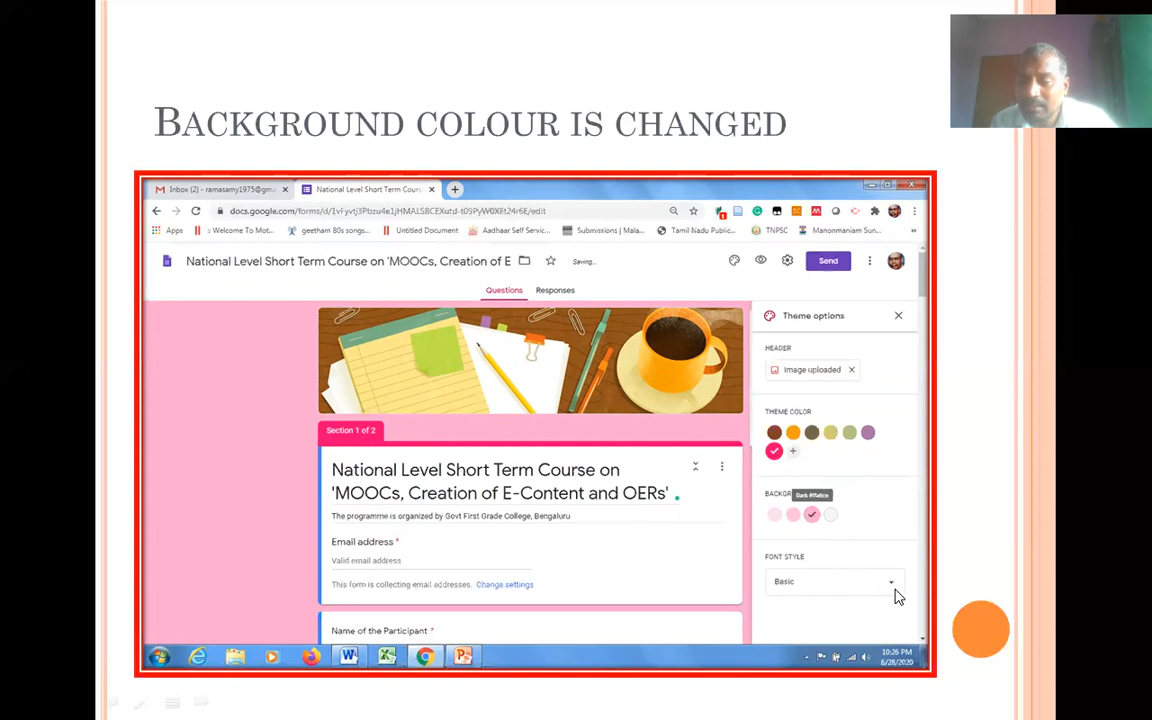 BACKGROUND COLOUR IS CHANGED
Inbox (2) - ramasamy1975@gm
National Level Short Term Cours
docs.google.com/forms/d/
/edit
Apps
:: Welcome To Mot...
geetham 80s songs...
Untitled Document
Aadhaar Self Servic...
Submissions | Mala...
Tamil Nadu Public...
TNPSC
Manonmaniam Sun...
National Level Short Term Course on 'MOOCs, Creation of E
Saving...
Send
Questions
Responses
Theme options
HEADER
Image uploaded
THEME COLOR
Section 1 of 2
National Level Short Term Course on
'MOOCs, Creation of E-Content and OERs'
The programme is organized by Govt First Grade College, Bengaluru
BACKGR
Email address *
Valid email address
FONT STYLE
This form is collecting email addresses. Change settings
Basic
Name of the Participant *
10:26 PM
6/28/2020